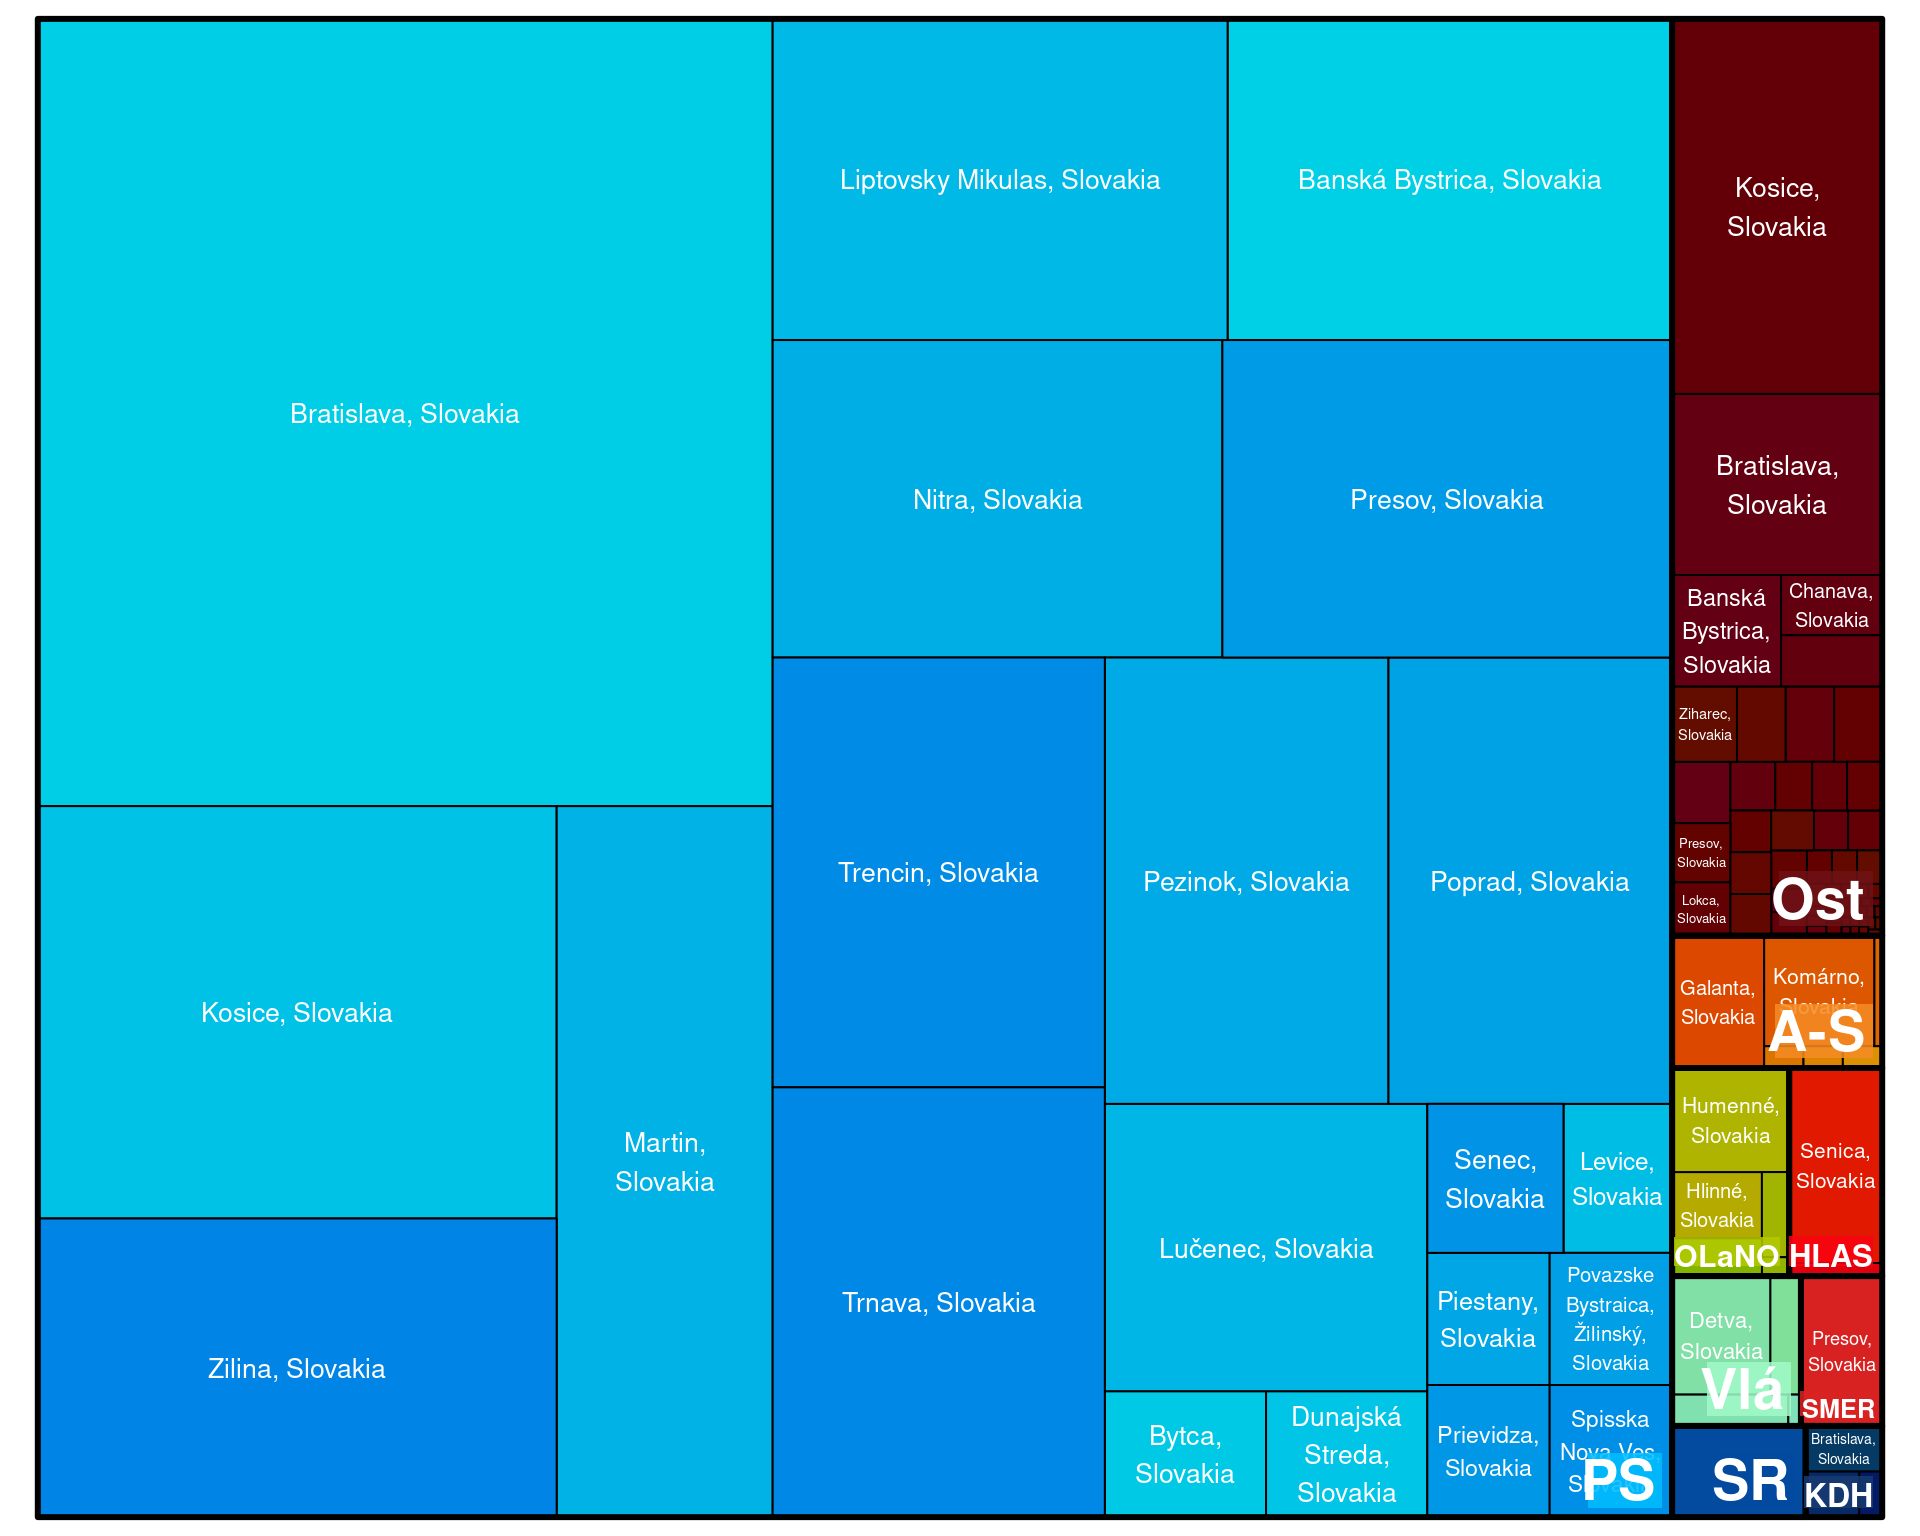 Bratislava, Slovakia
Kosice, Slovakia
Zilina, Slovakia
Martin,
Slovakia
Liptovsky Mikulas, Slovakia
Banská Bystrica, Slovakia
Nitra, Slovakia
Presov, Slovakia
Trencin, Slovakia
Trnava, Slovakia
Pezinok, Slovakia
Poprad, Slovakia
Lučenec, Slovakia
Bytca,
Slovakia
Dunajská
Streda,
Slovakia
Senec,
Slovakia
Levice,
Slovakia
Piestany,
Slovakia
Povazske
Bystraica,
Žilinský,
Slovakia
Prievidza,
Slovakia
Spisska
Nova Ves,
Slovakia
PS
Kosice,
Slovakia
Bratislava,
Slovakia
Banská
Bystrica,
Slovakia
Chanava,
Slovakia
Ziharec,
Slovakia
Presov,
Slovakia
Lokca,
Slovakia
Ost
Galanta,
Slovakia
Komárno,
Slovakia
A-S
Humenné,
Slovakia
Hlinné,
Slovakia
OLaNO
Senica,
Slovakia
HLAS
Detva,
Slovakia
Vlá
Presov,
Slovakia
SMER
SR
Bratislava,
Slovakia
KDH